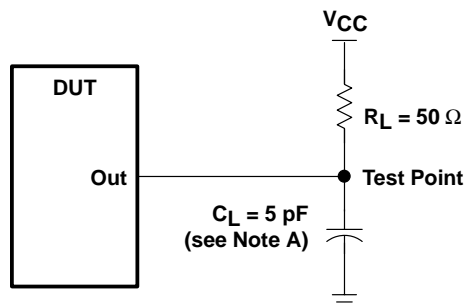 VCC
DUT
RL = 50 Ω
Out
Test Point
CL = 5 pF
(see Note A)